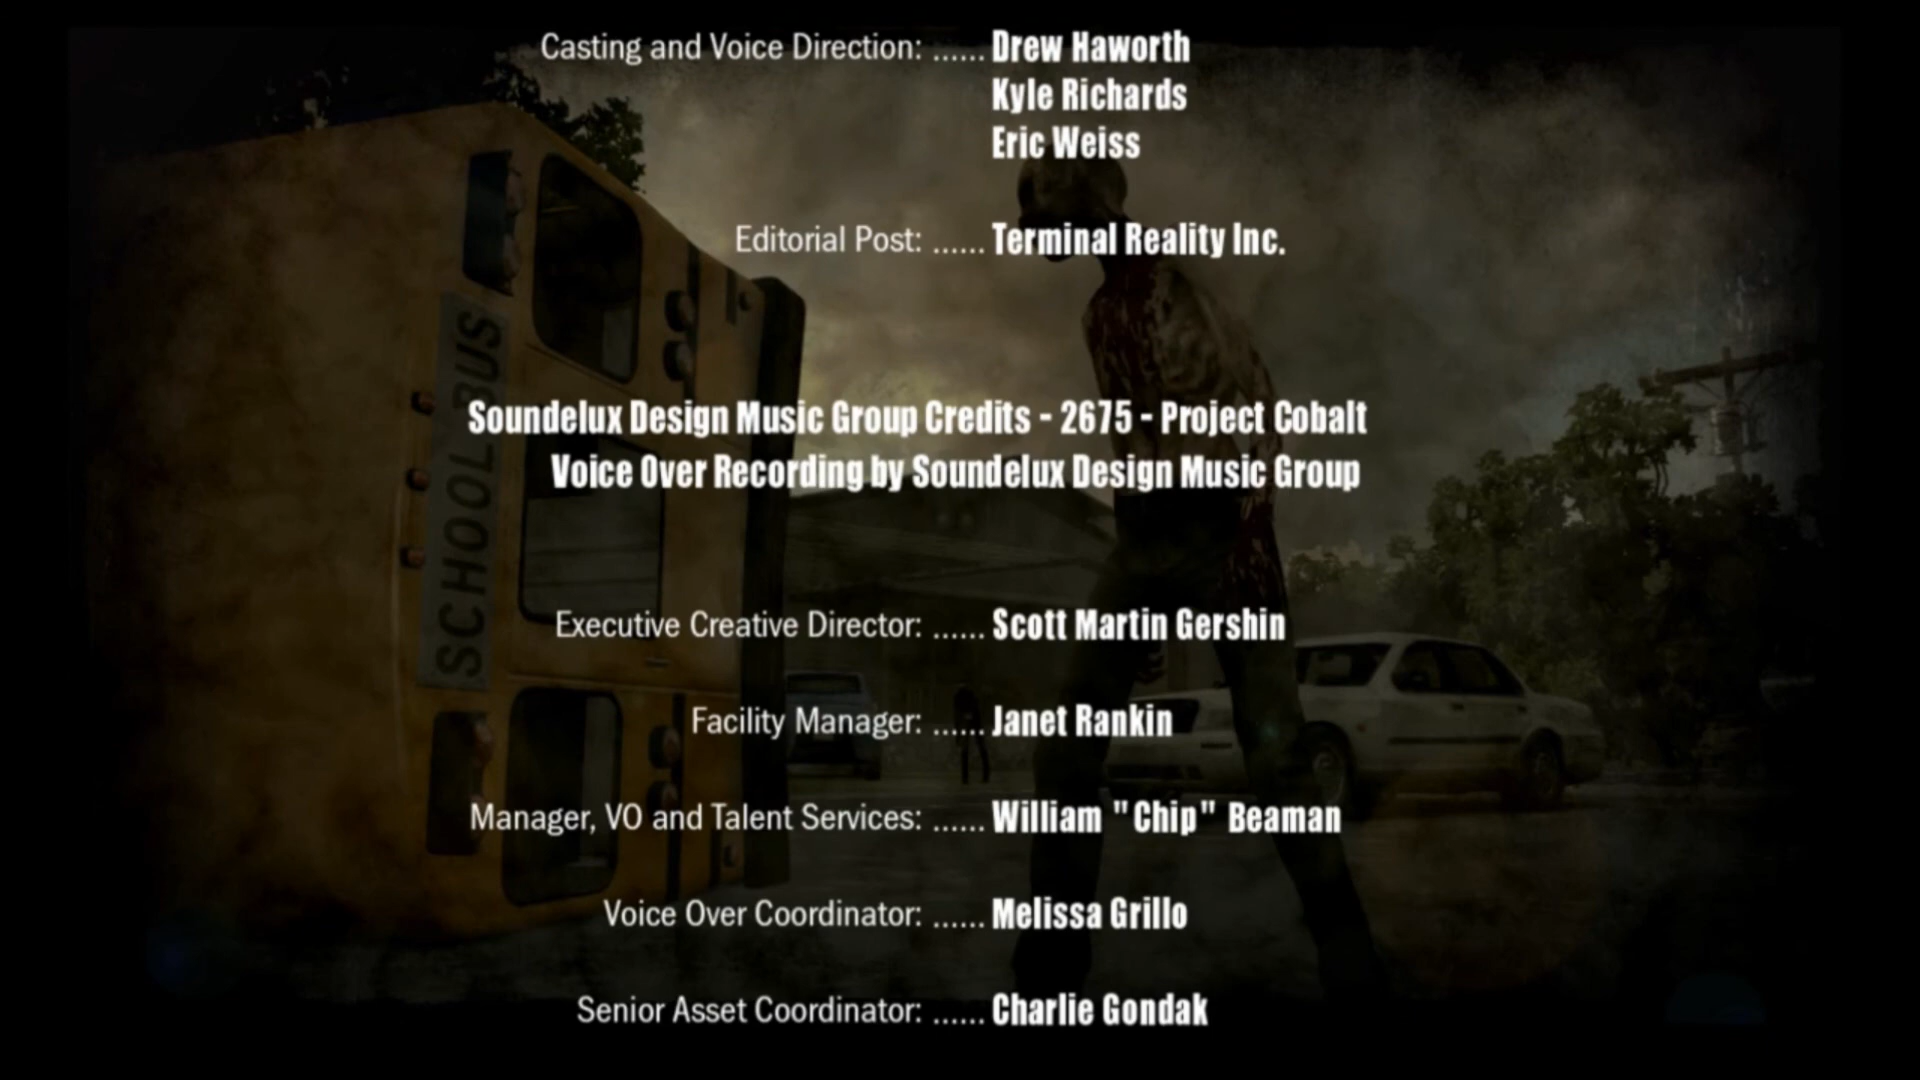 Casting and Voice Direction: ...... Drew Haworth
Kyle Richards
Eric Weiss
Editorial Post: ...... Terminal Reality Inc.
Soundelux Design Music Group Credits - 2675 - Project Cobalt
Voice Over Recording by Soundelux Design Music Group
Executive Creative Director: ...... Scott Martin Gershin
Facility Manager: ...... Janet Rankin
Manager, VO and Talent Services: ...... William "Chip" Beaman
Voice Over Coordinator: ...... Melissa Grillo
Senior Asset Coordinator: ...... Charlie Gondak
SCHOOL BUS